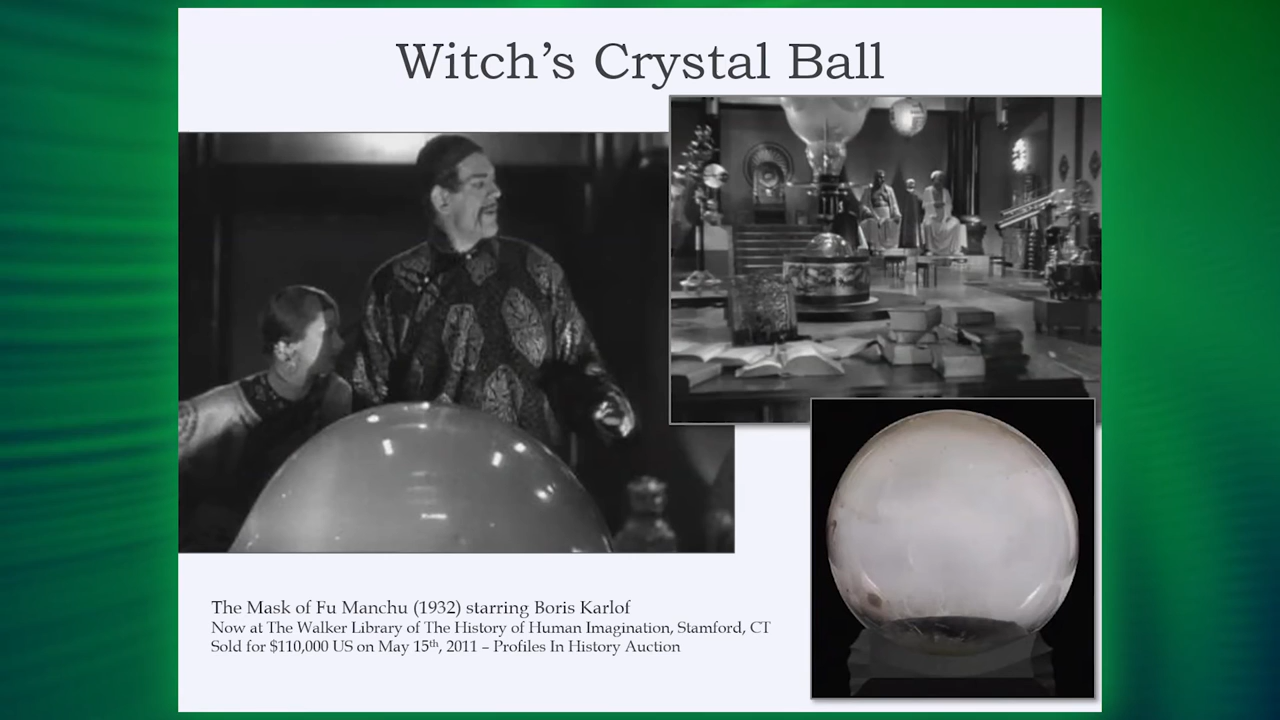 Witch’s Crystal Ball
The Mask of Fu Manchu (1932) starring Boris Karlof
Now at The Walker Library of The History of Human Imagination, Stamford, CT
Sold for $110,000 US on May 15th, 2011 – Profiles In History Auction